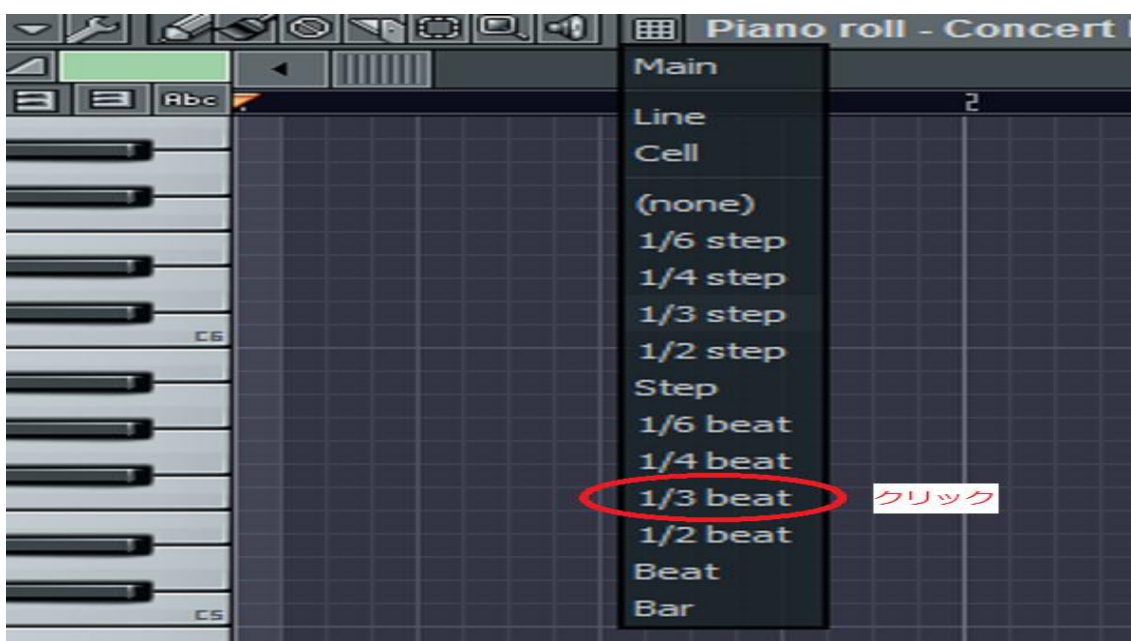 Piano roll - Concert
Main
Abc
2
Line
Cell
(none)
1/6 step
1/4 step
1/3 step
C6
1/2 step
Step
1/6 beat
1/4 beat
1/3 beat クリック
1/2 beat
Beat
Bar
C5